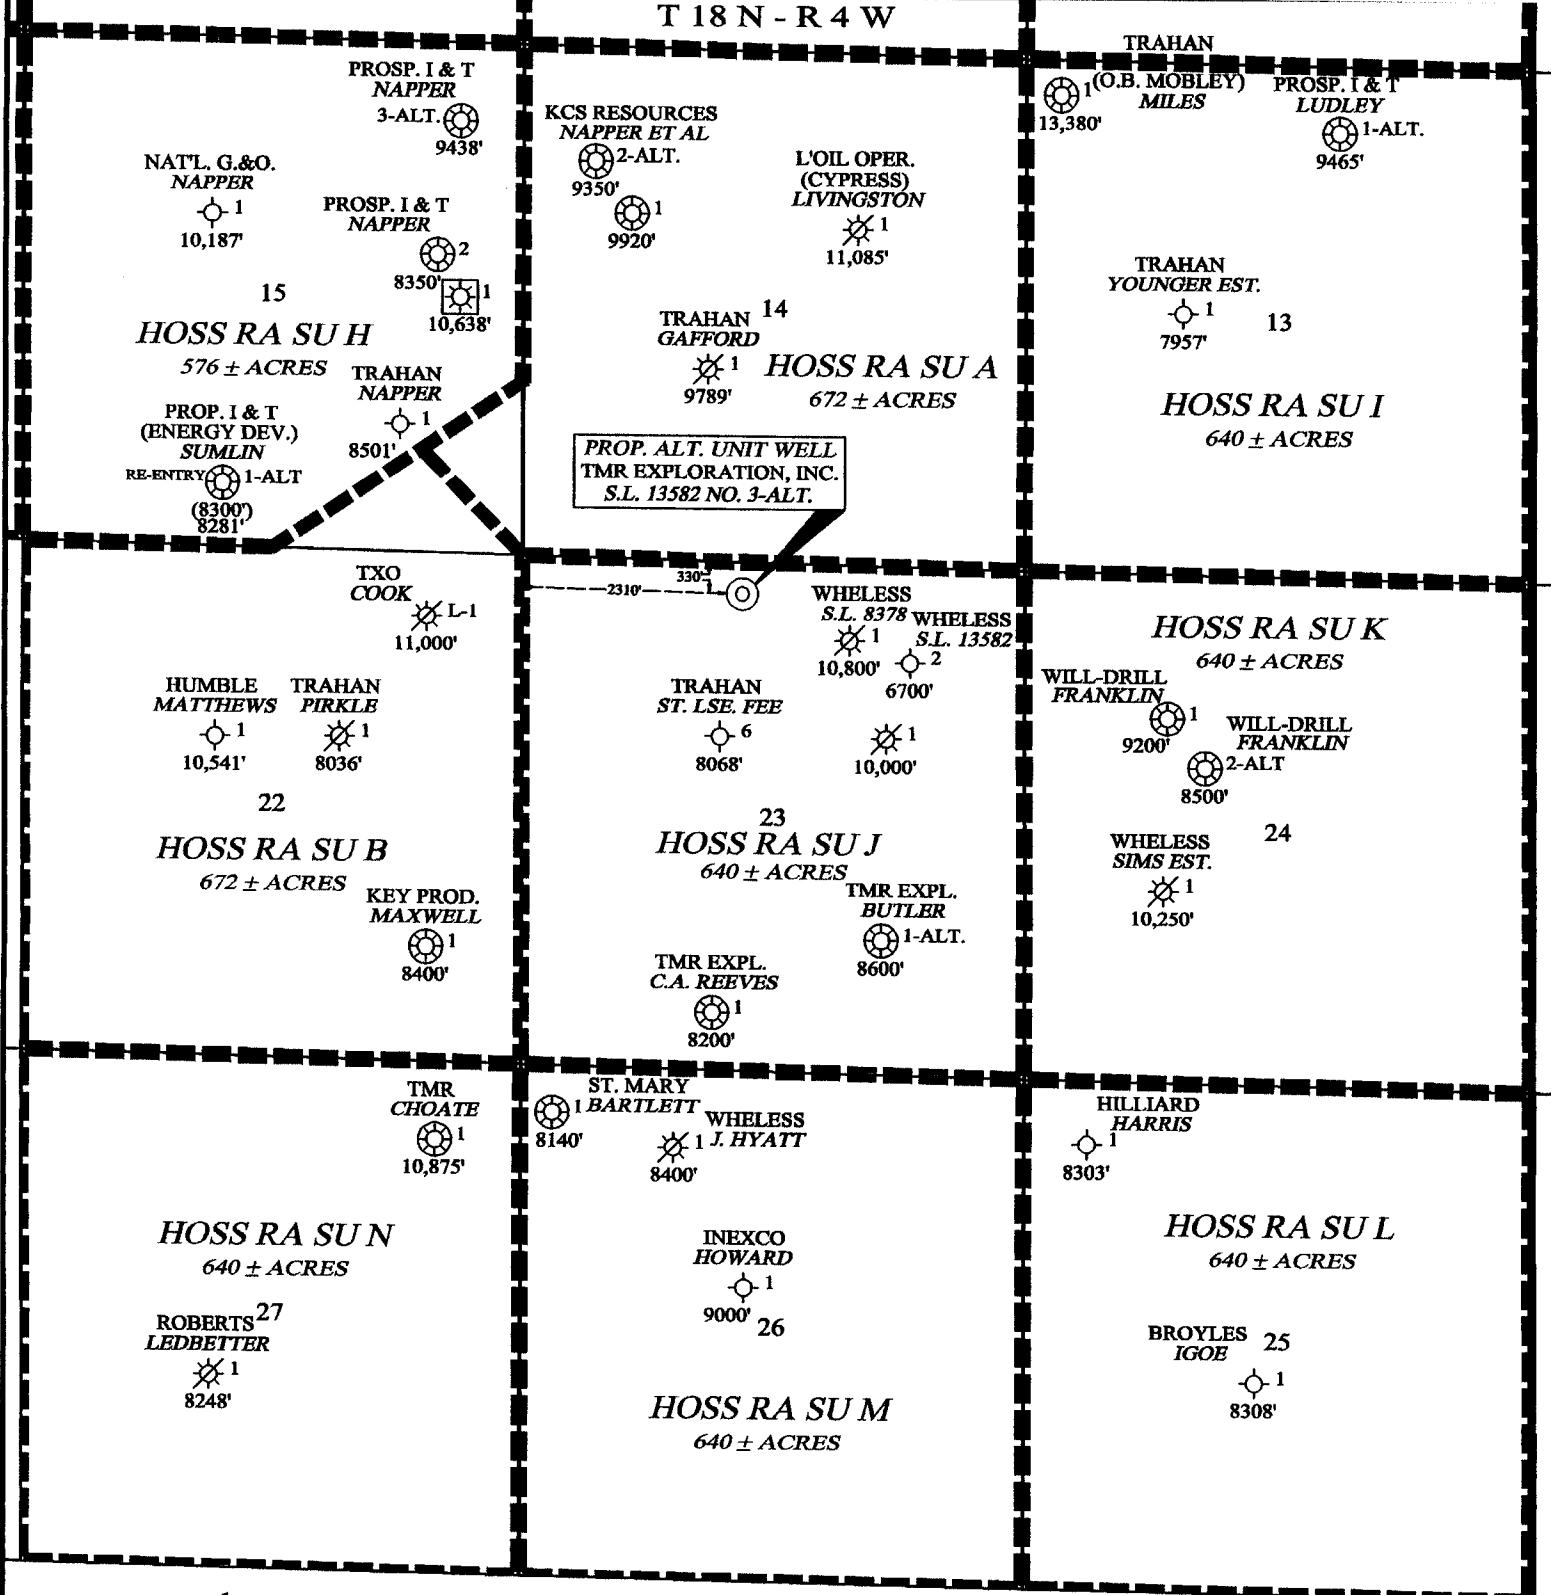 T 18 N - R 4 W
PROSP. I & T
NAPPER
3-ALT.
9438'
NAT'L. G.&O.
NAPPER
1
10,187'
PROSP. I & T
NAPPER
2
8350'
1
10,638'
15
HOSS RA SU H
576 ± ACRES
TRAHAN
NAPPER
1
8501'
PROP. I & T
(ENERGY DEV.)
SUMLIN
RE-ENTRY 1-ALT
(8300')
8281'
KCS RESOURCES
NAPPER ET AL
2-ALT.
9350'
1
9920'
L'OIL OPER.
(CYPRESS)
LIVINGSTON
1
11,085'
14
TRAHAN
GAFFORD
1
9789'
HOSS RA SU A
672 ± ACRES
PROP. ALT. UNIT WELL
TMR EXPLORATION, INC.
S.L. 13582 NO. 3-ALT.
TRAHAN
1 (O.B. MOBLEY)
MILES
13,380'
PROSP. I & T
LUDLEY
1-ALT.
9465'
TRAHAN
YOUNGER EST.
1
7957'
13
HOSS RA SU I
640 ± ACRES
TXO
COOK
L-1
11,000'
HUMBLE
MATTHEWS
1
10,541'
TRAHAN
PIRKLE
1
8036'
22
HOSS RA SU B
672 ± ACRES
KEY PROD.
MAXWELL
1
8400'
330'
2310'
WHELESS
S.L. 8378
1
10,800'
WHELESS
S.L. 13582
2
6700'
TRAHAN
ST. LSE. FEE
6
8068'
1
10,000'
23
HOSS RA SU J
640 ± ACRES
TMR EXPL.
BUTLER
1-ALT.
8600'
TMR EXPL.
C.A. REEVES
1
8200'
HOSS RA SU K
640 ± ACRES
WILL-DRILL
FRANKLIN
1
9200'
WILL-DRILL
FRANKLIN
2-ALT
8500'
24
WHELESS
SIMS EST.
1
10,250'
TMR
CHOATE
1
10,875'
HOSS RA SU N
640 ± ACRES
27
ROBERTS
LEDBETTER
1
8248'
ST. MARY
1 BARTLETT
8140'
WHELESS
1 J. HYATT
8400'
INEXCO
HOWARD
1
9000'
26
HOSS RA SU M
640 ± ACRES
HILLIARD
HARRIS
1
8303'
HOSS RA SU L
640 ± ACRES
BROYLES
IGOE
25
1
8308'